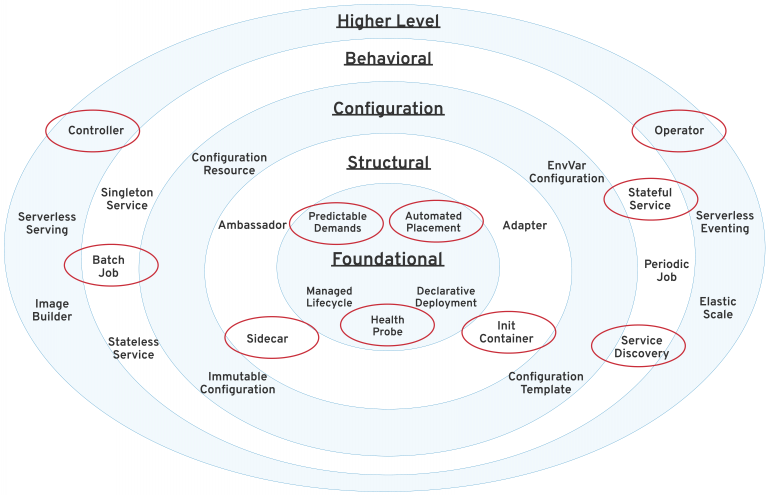 Higher Level
Behavioral
Configuration
Controller
Operator
Configuration
Resource
Structural
EnvVar
Configuration
Singleton
Service
Stateful
Service
Serverless
Serving
Ambassador
Predictable
Demands
Automated
Placement
Adapter
Serverless
Eventing
Batch
Job
Foundational
Periodic
Job
Image
Builder
Managed
Lifecycle
Declarative
Deployment
Elastic
Scale
Health
Probe
Sidecar
Init
Container
Stateless
Service
Service
Discovery
Immutable
Configuration
Configuration
Template